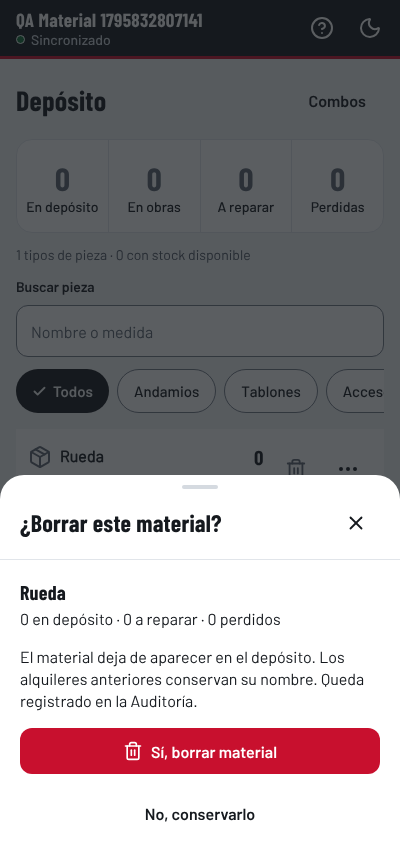 QA Material 1795832807141
Sincronizado
Depósito
Combos
0
En depósito
0
En obras
0
A reparar
0
Perdidas
1 tipos de pieza · 0 con stock disponible
Buscar pieza
Nombre o medida
Todos
Andamios
Tablones
Acces
Rueda
0
¿Borrar este material?
Rueda
0 en depósito · 0 a reparar · 0 perdidos
El material deja de aparecer en el depósito. Los
alquileres anteriores conservan su nombre. Queda
registrado en la Auditoría.
Sí, borrar material
No, conservarlo